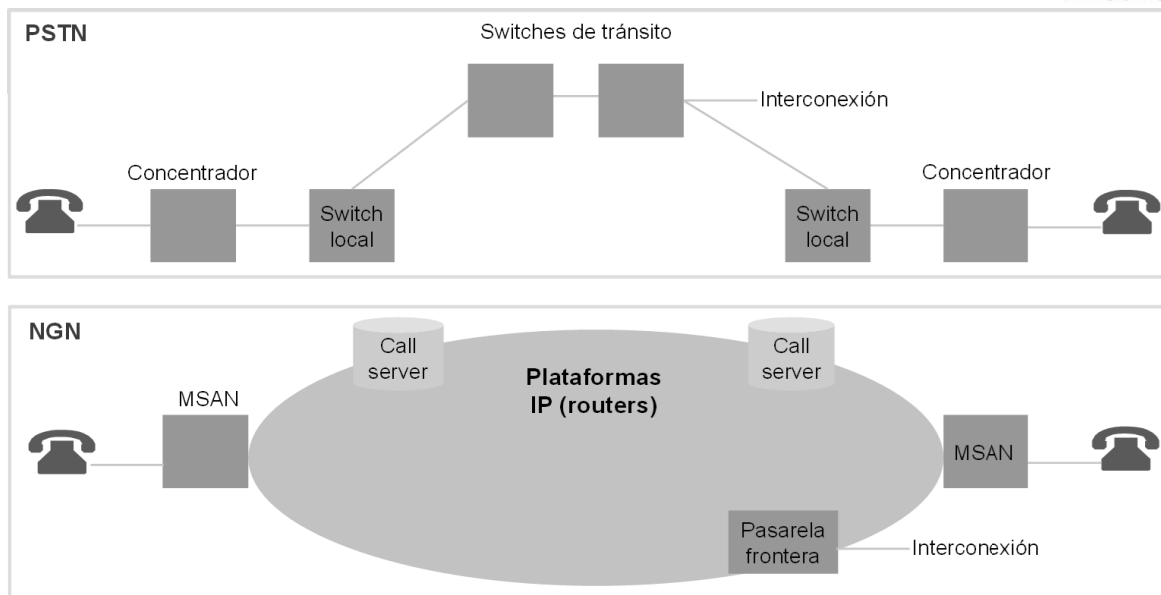 PSTN
Switches de tránsito
Interconexión
Concentrador
Concentrador
Switch
local
Switch
local
NGN
Call
server
Call
server
Plataformas
IP (routers)
MSAN
MSAN
Pasarela
frontera
Interconexión